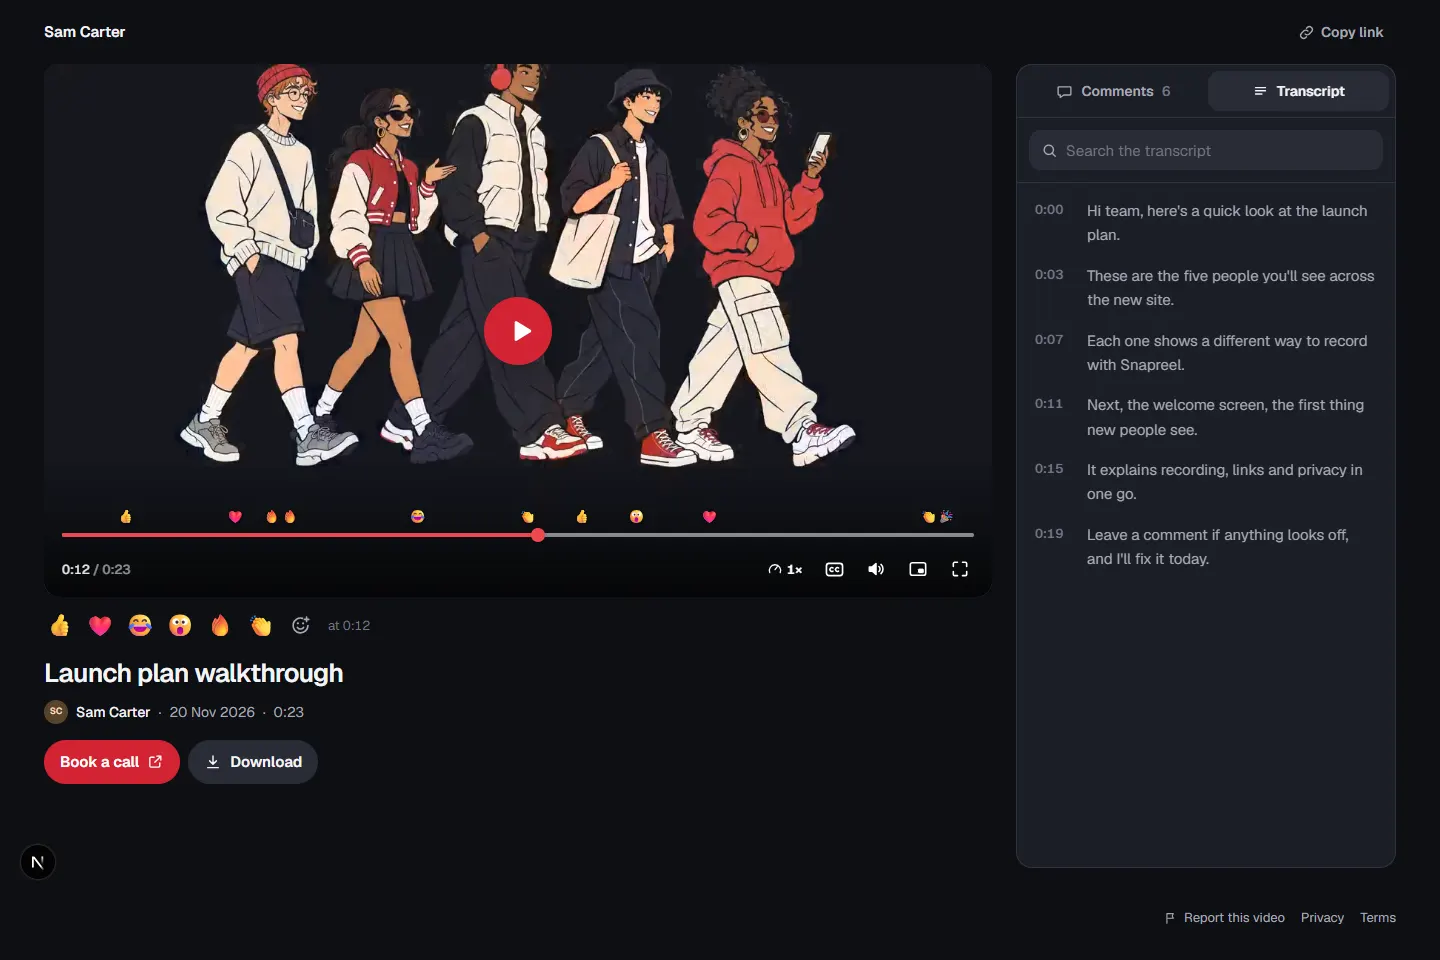 Sam Carter
Copy link
Comments 6
Transcript
Search the transcript
0:00
Hi team, here's a quick look at the launch
plan.
0:03
These are the five people you'll see across
the new site.
0:07
Each one shows a different way to record
with Snapreel.
0:11
Next, the welcome screen, the first thing
new people see.
0:15
It explains recording, links and privacy in
one go.
0:19
Leave a comment if anything looks off,
and I'll fix it today.
0:12 / 0:23
1×
CC
at 0:12
Launch plan walkthrough
SC
Sam Carter · 20 Nov 2026 · 0:23
Book a call
Download
N
Report this video
Privacy
Terms